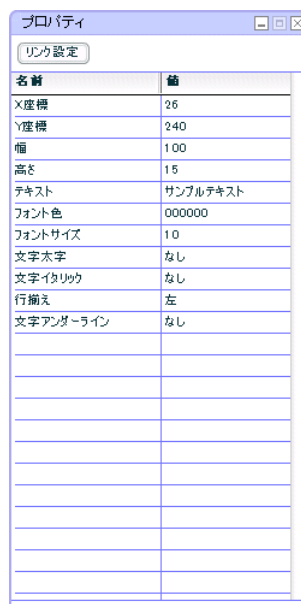 プロパティ
リンク設定
名前 値
X座標 26
Y座標 240
幅 100
高さ 15
テキスト サンプルテキスト
フォント色 000000
フォントサイズ 10
文字太字 なし
文字イタリック なし
行揃え 左
文字アンダーライン なし